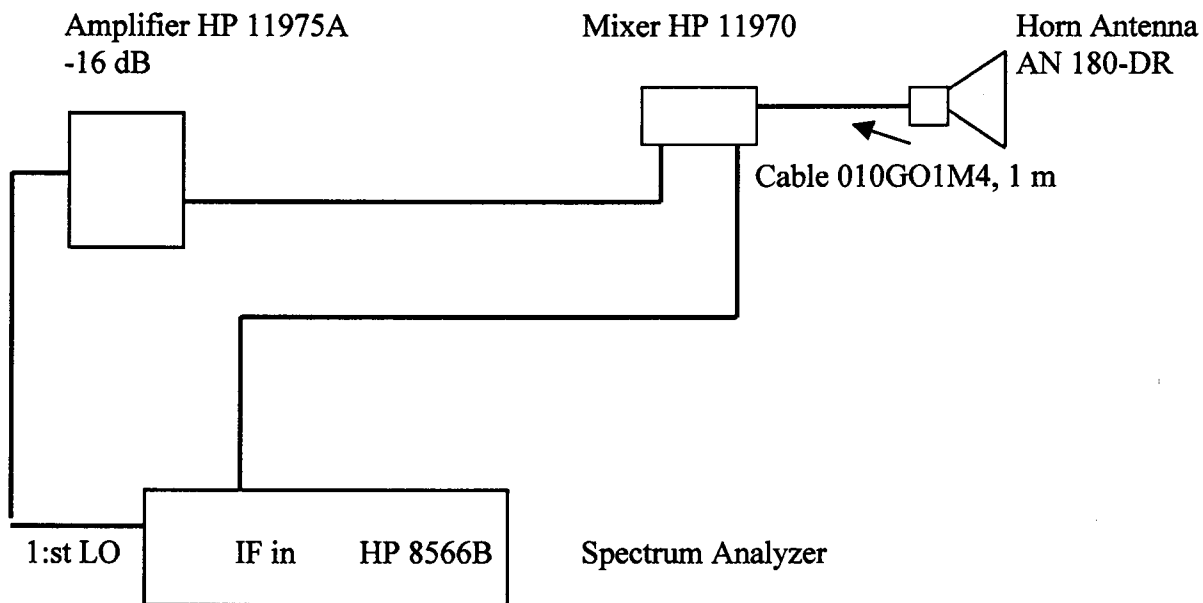 Amplifier HP 11975A
-16 dB
Mixer HP 11970
Horn Antenna
AN 180-DR
Cable 010GO1M4, 1 m
1:st LO
IF in
HP 8566B
Spectrum Analyzer